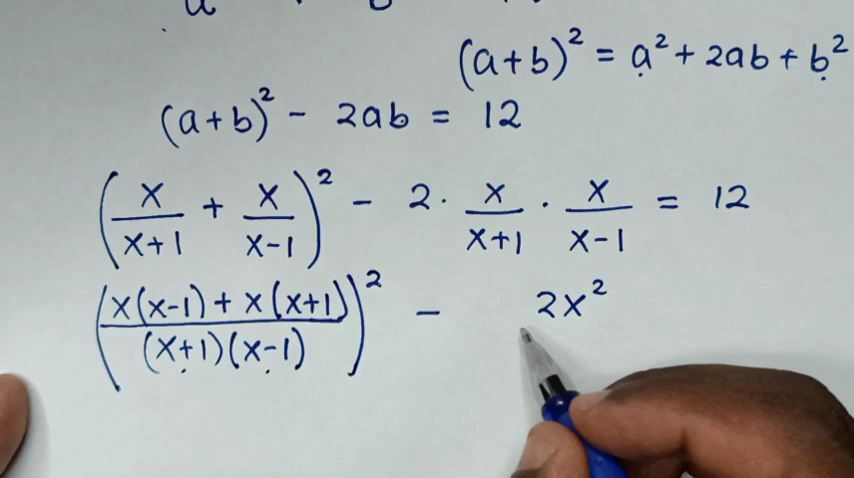 (a+b)² = a² + 2ab + b²
(a+b)² - 2ab = 12
(x/(x+1) + x/(x-1))² - 2 · x/(x+1) · x/(x-1) = 12
((x(x-1) + x(x+1))/((x+1)(x-1)))² - 2x²